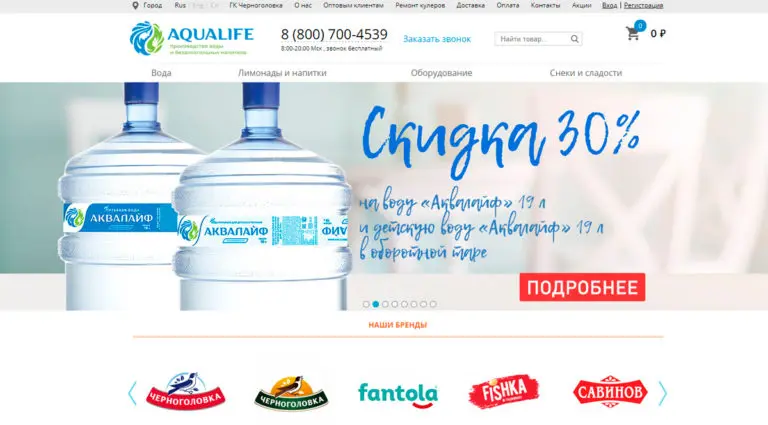 Город Rus Eng Сн ГК Черноголовка О нас Оптовым клиентам Ремонт кулеров Доставка Оплата Контакты Акции Вход | Регистрация
AQUALIFE
производство воды
и безалкогольных напитков
8 (800) 700-4539
8:00-20:00 Мск , звонок бесплатный
Заказать звонок
Найти товар...
0
0 ₽
Вода Лимонады и напитки Оборудование Снеки и сладости
Скидка 30%
на воду «Аквалайф» 19 л
и детскую воду «Аквалайф» 19 л
в оборотной таре
ПИТЬЕВАЯ ВОДА
АКВАЛАЙФ
АКВАЛАЙФ
ПОДРОБНЕЕ
НАШИ БРЕНДЫ
ЧЕРНОГОЛОВКА
ЧЕРНОГОЛОВКА
fantola
FISHKA
САВИНОВ